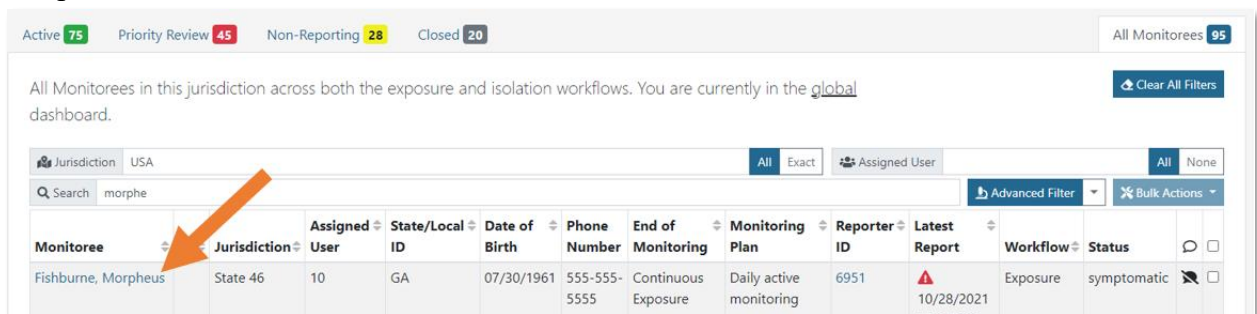 Active 75 Priority Review 45 Non-Reporting 28 Closed 20 All Monitorees 95
All Monitorees in this jurisdiction across both the exposure and isolation workflows. You are currently in the global
dashboard.
Clear All Filters
Jurisdiction USA All Exact Assigned User All None
Search morphe Advanced Filter Bulk Actions
Monitoree Jurisdiction Assigned User State/Local ID Date of Birth Phone Number End of Monitoring Monitoring Plan Reporter ID Latest Report Workflow Status
Fishburne, Morpheus State 46 10 GA 07/30/1961 555-555-5555 Continuous Exposure Daily active monitoring 6951 10/28/2021 Exposure symptomatic